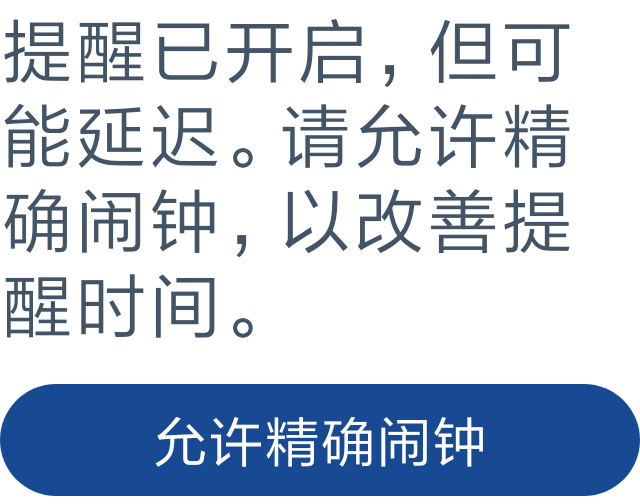 提醒已开启，但可
能延迟。请允许精
确闹钟，以改善提
醒时间。
允许精确闹钟